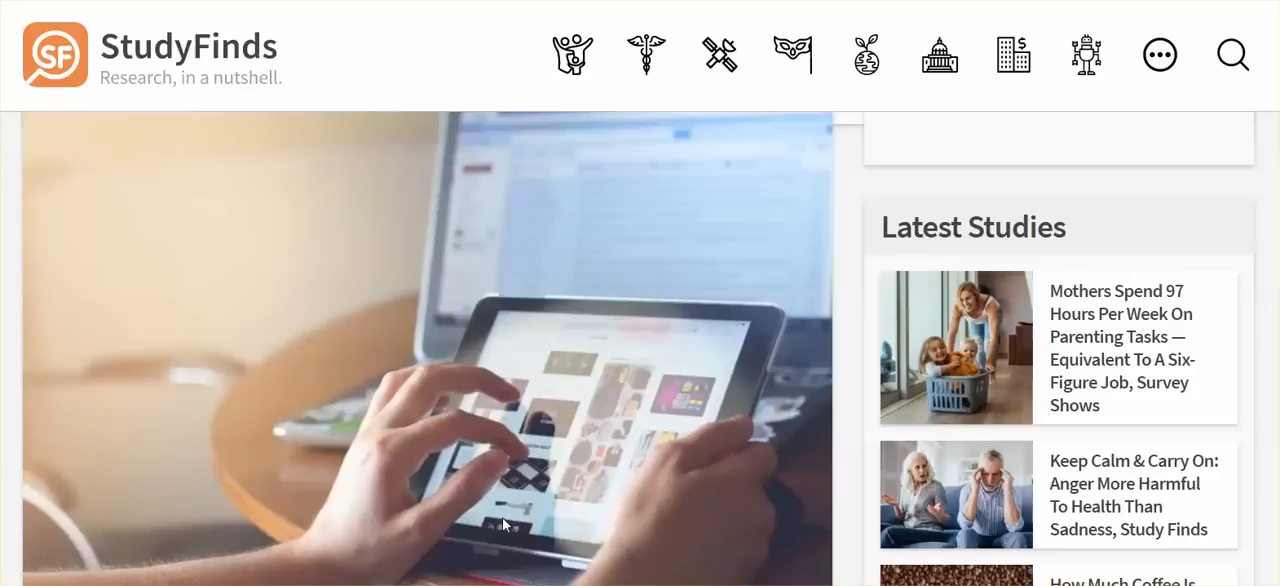 SF
StudyFinds
Research, in a nutshell.
$
Latest Studies
Mothers Spend 97
Hours Per Week On
Parenting Tasks —
Equivalent To A Six-
Figure Job, Survey
Shows
Keep Calm & Carry On:
Anger More Harmful
To Health Than
Sadness, Study Finds
How Much Coffee Is